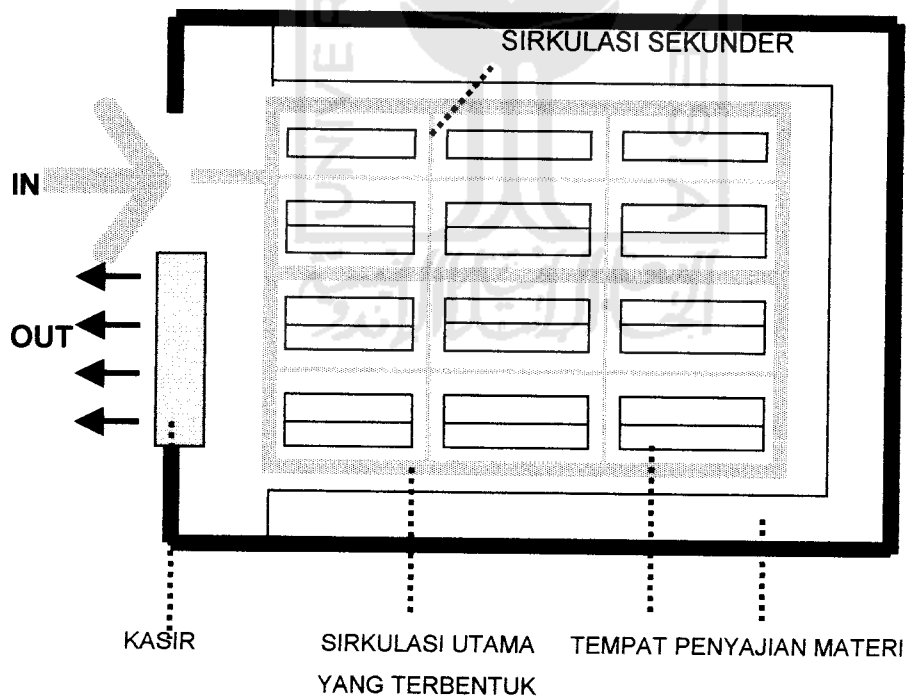 SIRKULASI SEKUNDER
IN
OUT
KASIR
SIRKULASI UTAMA
YANG TERBENTUK
TEMPAT PENYAJIAN MATERI